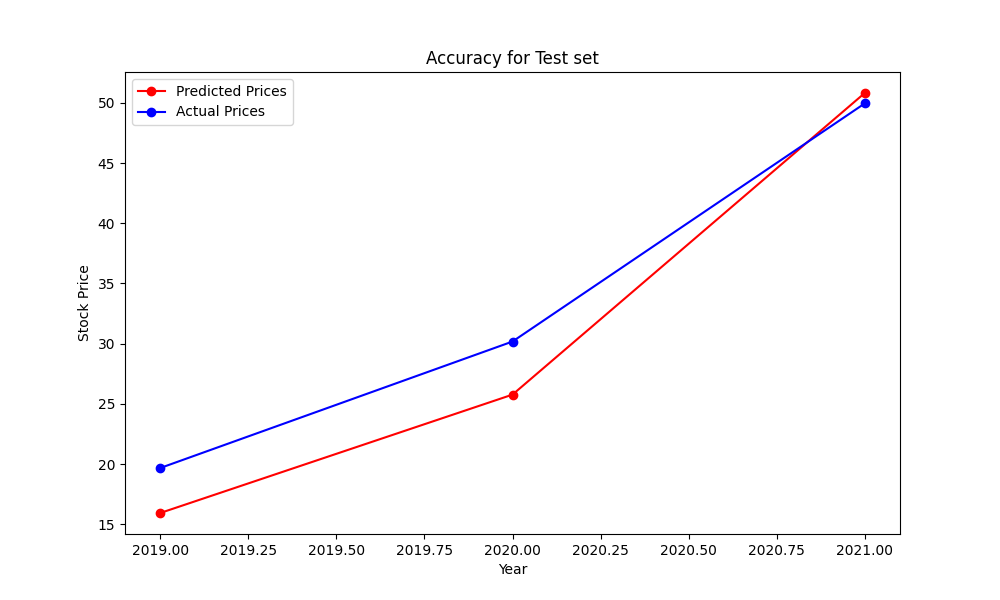 Accuracy for Test set
Predicted Prices
Actual Prices
Stock Price
50
45
40
35
30
25
20
15
2019.00 2019.25 2019.50 2019.75 2020.00 2020.25 2020.50 2020.75 2021.00
Year